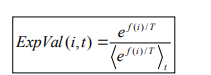 ExpVal(i,t) = e^{f(i)/T} / ⟨e^{f(i)/T}⟩_t